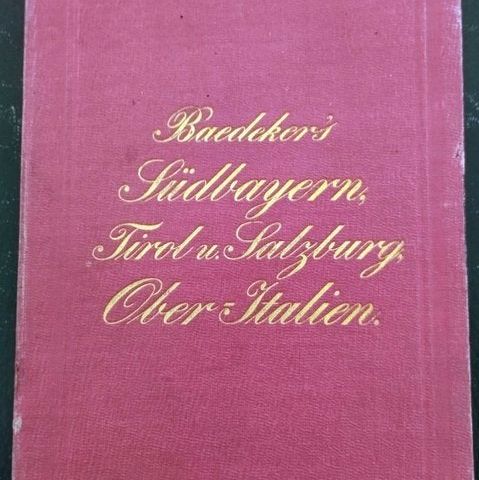 Baedeker's
Südbayern,
Tirol u. Salzburg,
Ober-Italien.